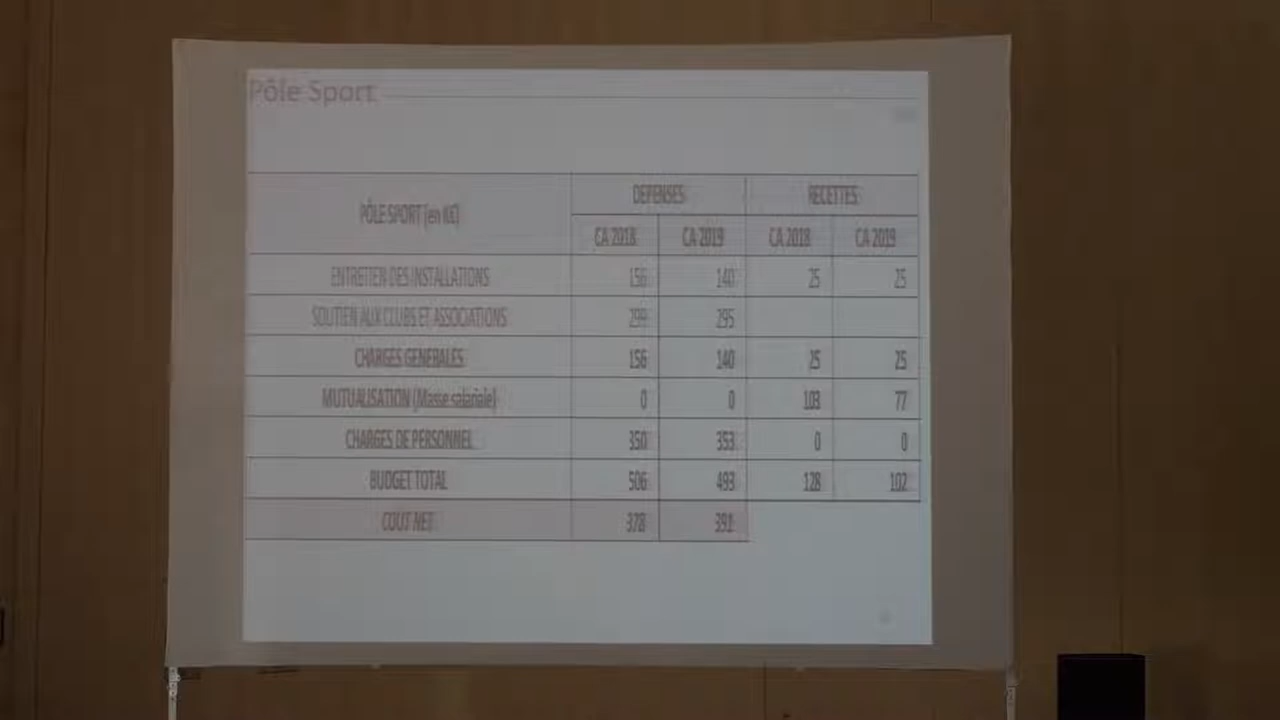 Pôle Sport
DEPENSES RECETTES
PÔLE SPORT (en K€)
CA 2018 CA 2019 CA 2018 CA 2019
ENTRETIEN DES INSTALLATIONS 156 140 25 25
SOUTIEN AUX CLUBS ET ASSOCIATIONS 299 295
CHARGES GENERALES 156 140 25 25
MUTUALISATION (Masse salariale) 0 0 103 77
CHARGES DE PERSONNEL 350 353 0 0
BUDGET TOTAL 506 493 128 102
COUT NET 378 391